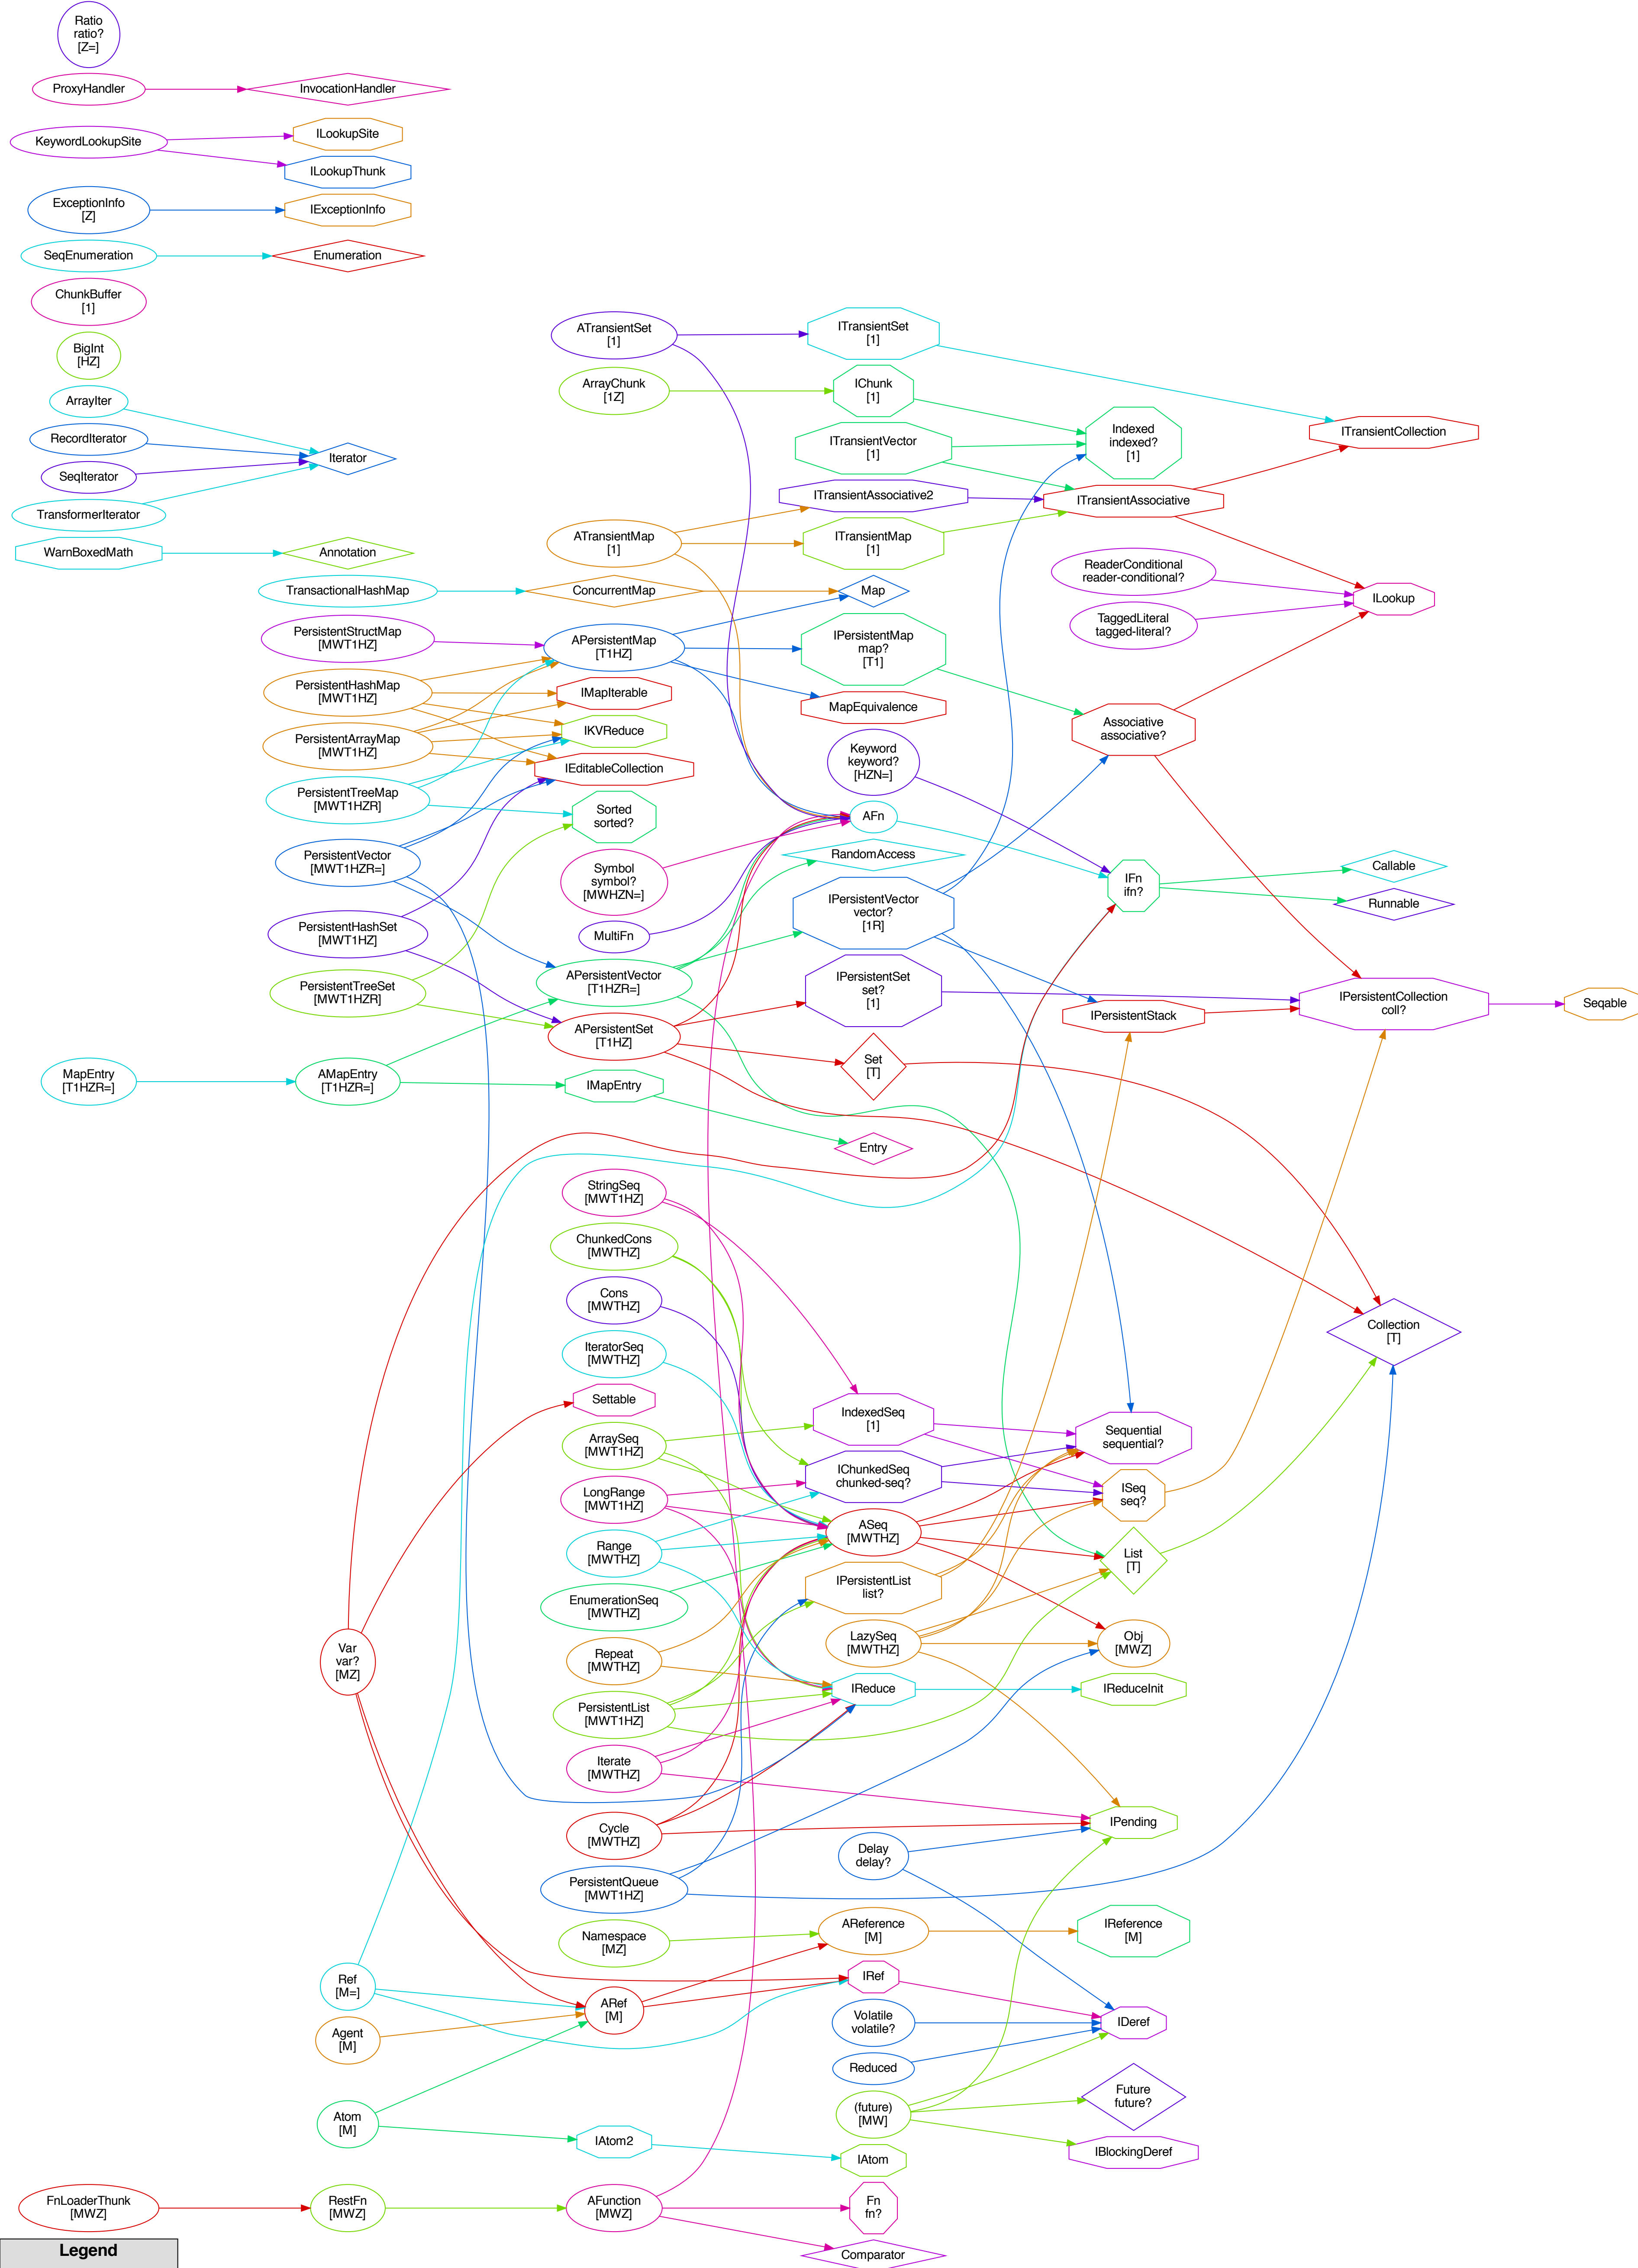 Ratio
ratio?
[Z=]
ProxyHandler
InvocationHandler
KeywordLookupSite
ILookupSite
ILookupThunk
ExceptionInfo
[Z]
IExceptionInfo
SeqEnumeration
Enumeration
ChunkBuffer
[1]
BigInt
[HZ]
ArrayIter
RecordIterator
SeqIterator
TransformerIterator
Iterator
WarnBoxedMath
Annotation
ATransientSet
[1]
ITransientSet
[1]
ArrayChunk
[1Z]
IChunk
[1]
Indexed
indexed?
[1]
ITransientCollection
ITransientVector
[1]
ITransientAssociative2
ITransientAssociative
ATransientMap
[1]
ITransientMap
[1]
ReaderConditional
reader-conditional?
TaggedLiteral
tagged-literal?
ILookup
TransactionalHashMap
ConcurrentMap
Map
PersistentStructMap
[MWT1HZ]
APersistentMap
[T1HZ]
IPersistentMap
map?
[T1]
PersistentHashMap
[MWT1HZ]
IMapIterable
MapEquivalence
Associative
associative?
PersistentArrayMap
[MWT1HZ]
IKVReduce
IEditableCollection
Keyword
keyword?
[HZN=]
PersistentTreeMap
[MWT1HZR]
Sorted
sorted?
AFn
PersistentVector
[MWT1HZR=]
Symbol
symbol?
[MWHZN=]
RandomAccess
IFn
ifn?
Callable
Runnable
IPersistentVector
vector?
[1R]
PersistentHashSet
[MWT1HZ]
MultiFn
PersistentTreeSet
[MWT1HZR]
APersistentVector
[T1HZR=]
IPersistentSet
set?
[1]
IPersistentStack
IPersistentCollection
coll?
Seqable
APersistentSet
[T1HZ]
Set
[T]
MapEntry
[T1HZR=]
AMapEntry
[T1HZR=]
IMapEntry
Entry
StringSeq
[MWT1HZ]
ChunkedCons
[MWTHZ]
Cons
[MWTHZ]
IteratorSeq
[MWTHZ]
Collection
[T]
Settable
IndexedSeq
[1]
Sequential
sequential?
ArraySeq
[MWT1HZ]
IChunkedSeq
chunked-seq?
ISeq
seq?
LongRange
[MWT1HZ]
ASeq
[MWTHZ]
Range
[MWTHZ]
List
[T]
IPersistentList
list?
EnumerationSeq
[MWTHZ]
LazySeq
[MWTHZ]
Obj
[MWZ]
Var
var?
[MZ]
Repeat
[MWTHZ]
IReduce
IReduceInit
PersistentList
[MWT1HZ]
Iterate
[MWTHZ]
IPending
Cycle
[MWTHZ]
Delay
delay?
PersistentQueue
[MWT1HZ]
Namespace
[MZ]
AReference
[M]
IReference
[M]
Ref
[M=]
IRef
ARef
[M]
Agent
[M]
Volatile
volatile?
IDeref
Reduced
Atom
[M]
(future)
[MW]
Future
future?
IAtom2
IAtom
IBlockingDeref
FnLoaderThunk
[MWZ]
RestFn
[MWZ]
AFunction
[MWZ]
Fn
fn?
Comparator
Legend